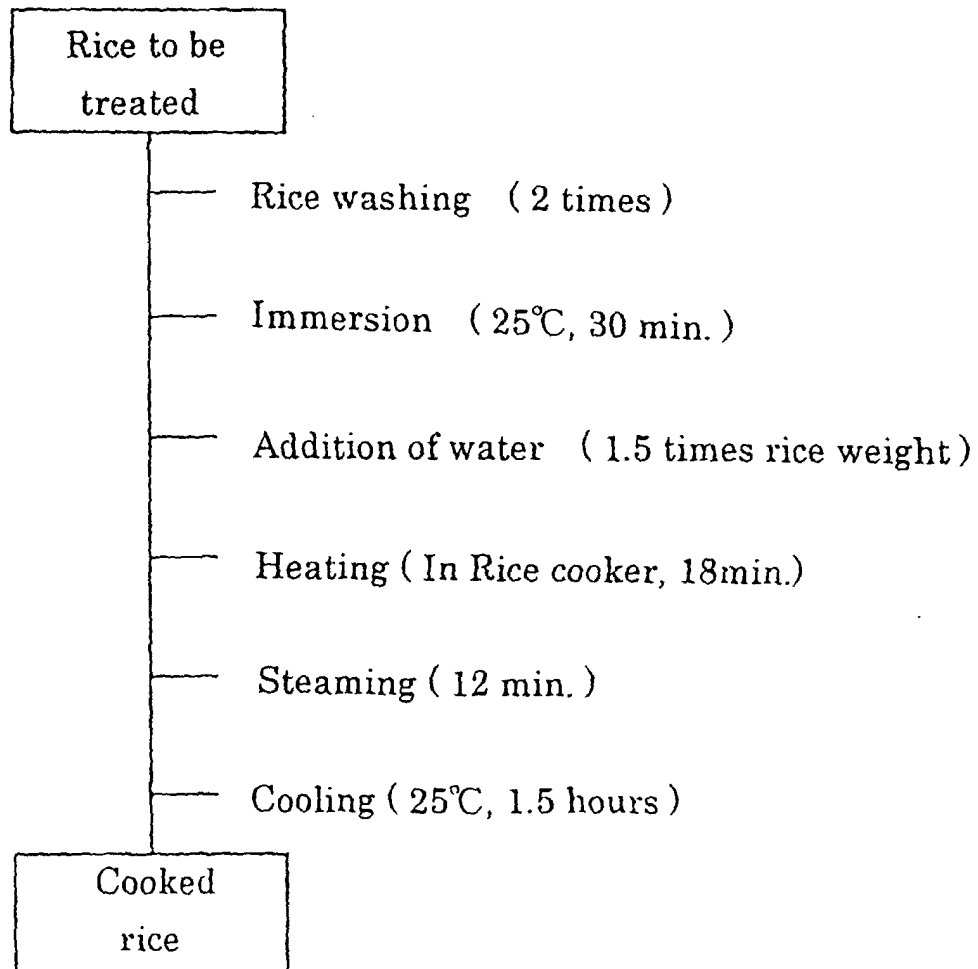 Rice to be
treated
Rice washing ( 2 times )
Immersion ( 25℃, 30 min. )
Addition of water ( 1.5 times rice weight )
Heating ( In Rice cooker, 18min.)
Steaming ( 12 min. )
Cooling ( 25℃, 1.5 hours )
Cooked
rice